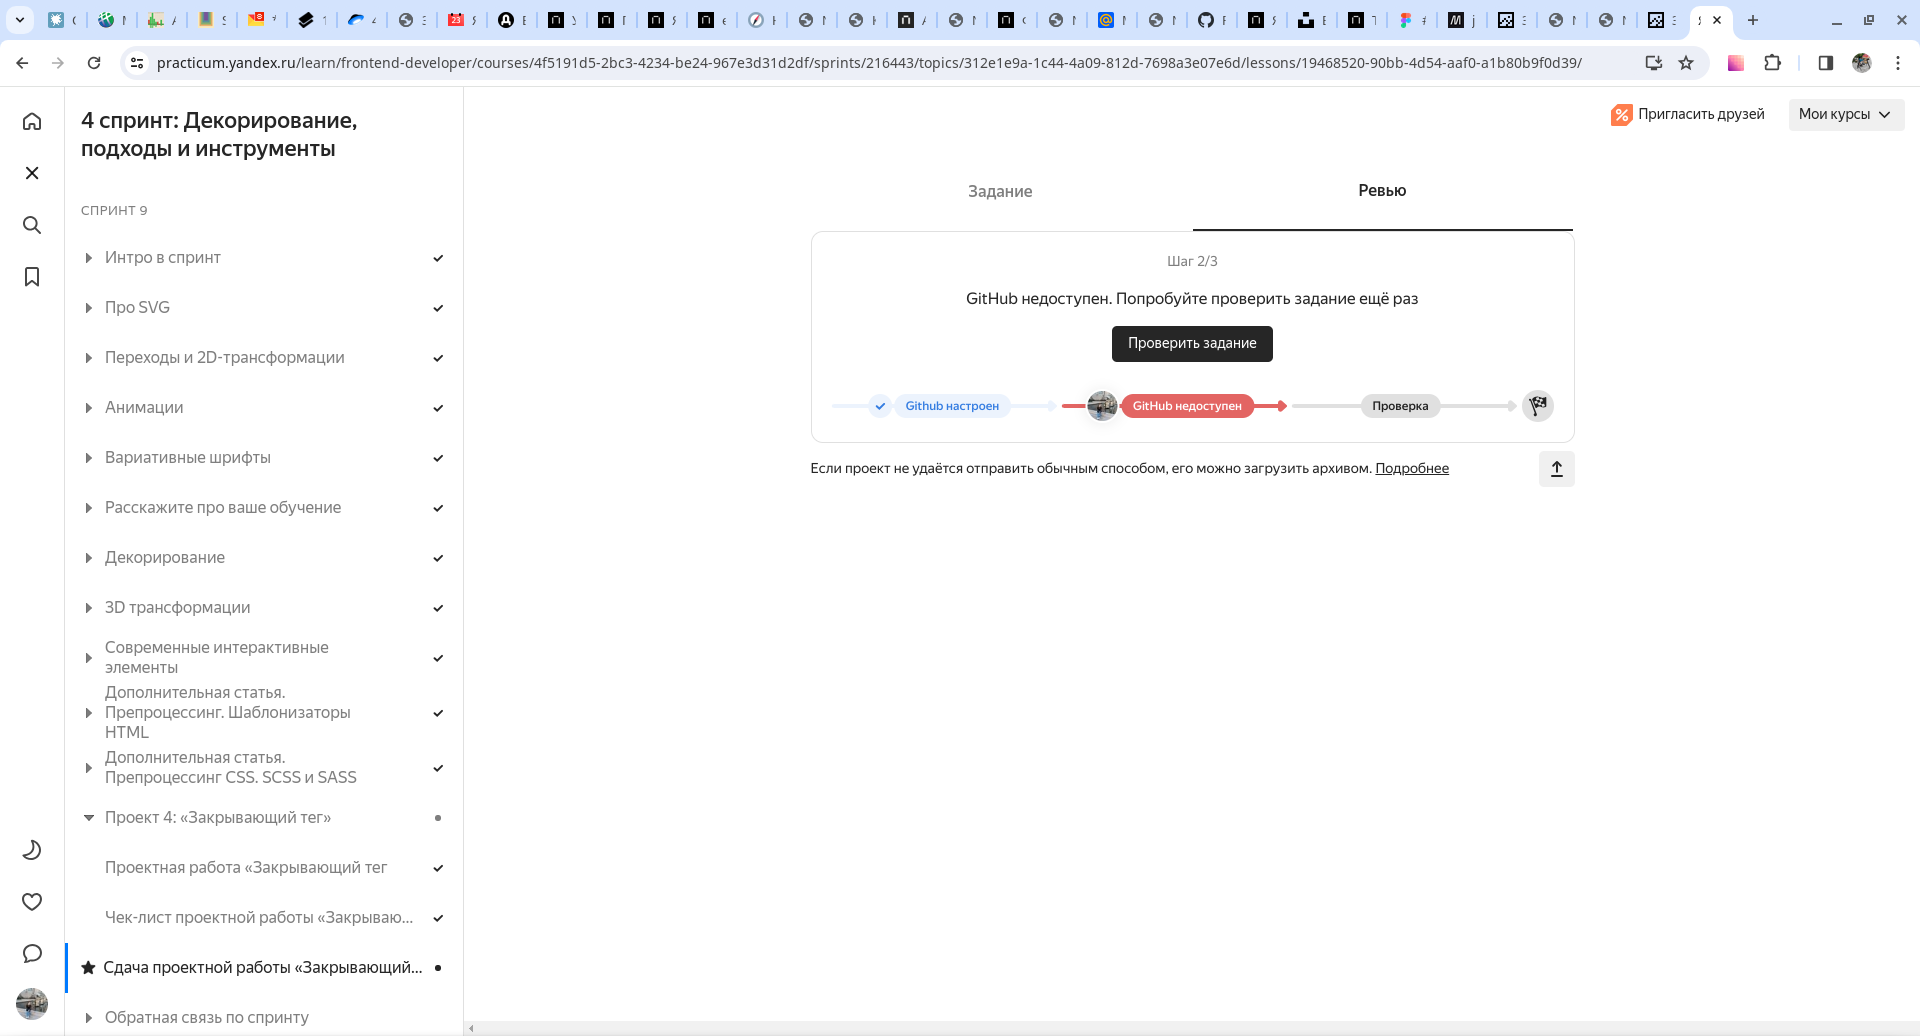 practicum.yandex.ru/learn/frontend-developer/courses/4f5191d5-2bc3-4234-be24-967e3d31d2df/sprints/216443/topics/312e1e9a-1c44-4a09-812d-7698a3e07e6d/lessons/19468520-90bb-4d54-aaf0-a1b80b9f0d39/
4 спринт: Декорирование,
подходы и инструменты
СПРИНТ 9
Интро в спринт
Про SVG
Переходы и 2D-трансформации
Анимации
Вариативные шрифты
Расскажите про ваше обучение
Декорирование
3D трансформации
Современные интерактивные
элементы
Дополнительная статья.
Препроцессинг. Шаблонизаторы
HTML
Дополнительная статья.
Препроцессинг CSS. SCSS и SASS
Проект 4: «Закрывающий тег»
Проектная работа «Закрывающий тег
Чек-лист проектной работы «Закрываю...
Сдача проектной работы «Закрывающий...
Обратная связь по спринту
Пригласить друзей
Мои курсы
Задание
Ревью
Шаг 2/3
GitHub недоступен. Попробуйте проверить задание ещё раз
Проверить задание
Github настроен
GitHub недоступен
Проверка
Если проект не удаётся отправить обычным способом, его можно загрузить архивом. Подробнее